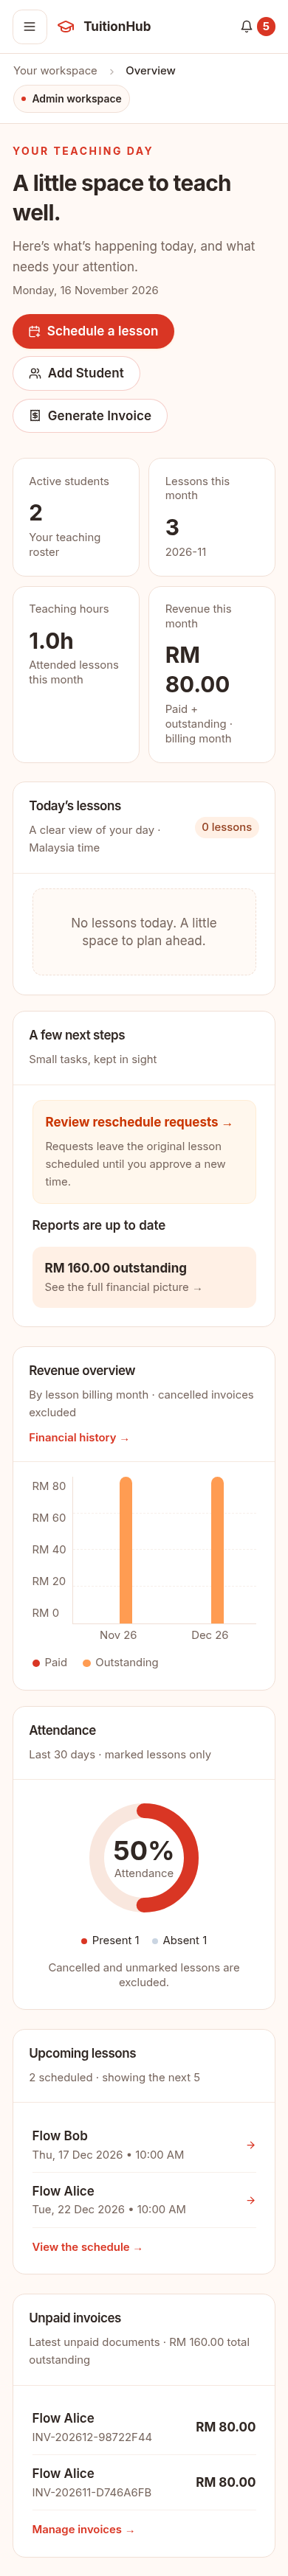 TuitionHub
5
Your workspace › Overview
Admin workspace
YOUR TEACHING DAY
A little space to teach
well.
Here’s what’s happening today, and what
needs your attention.
Monday, 16 November 2026
Schedule a lesson
Add Student
Generate Invoice
Active students
2
Your teaching
roster
Lessons this
month
3
2026-11
Teaching hours
1.0h
Attended lessons
this month
Revenue this
month
RM
80.00
Paid +
outstanding ·
billing month
Today’s lessons
A clear view of your day ·
Malaysia time
0 lessons
No lessons today. A little
space to plan ahead.
A few next steps
Small tasks, kept in sight
Review reschedule requests →
Requests leave the original lesson
scheduled until you approve a new
time.
Reports are up to date
RM 160.00 outstanding
See the full financial picture →
Revenue overview
By lesson billing month · cancelled invoices
excluded
Financial history →
RM 80
RM 60
RM 40
RM 20
RM 0
Nov 26
Dec 26
Paid
Outstanding
Attendance
Last 30 days · marked lessons only
50%
Attendance
Present 1
Absent 1
Cancelled and unmarked lessons are
excluded.
Upcoming lessons
2 scheduled · showing the next 5
Flow Bob
Thu, 17 Dec 2026 • 10:00 AM
Flow Alice
Tue, 22 Dec 2026 • 10:00 AM
View the schedule →
Unpaid invoices
Latest unpaid documents · RM 160.00 total
outstanding
Flow Alice
INV-202612-98722F44
RM 80.00
Flow Alice
INV-202611-D746A6FB
RM 80.00
Manage invoices →